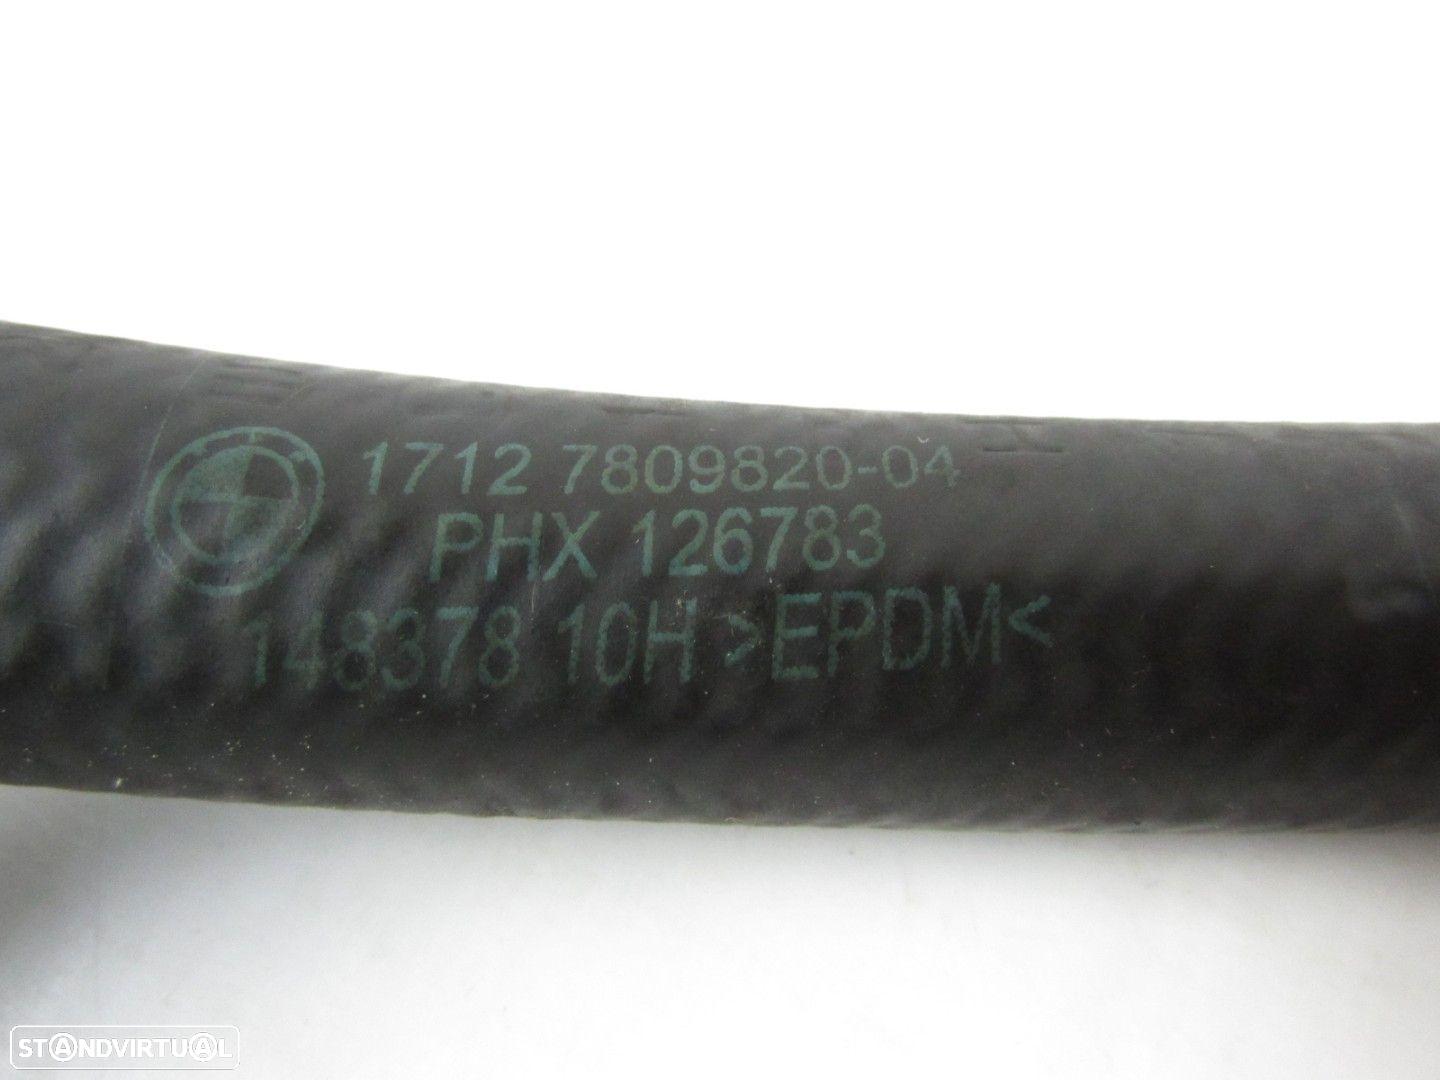 1712 7809820-04
PHX 126783
148378 10H >EPDM<
STANDVIRTUAL